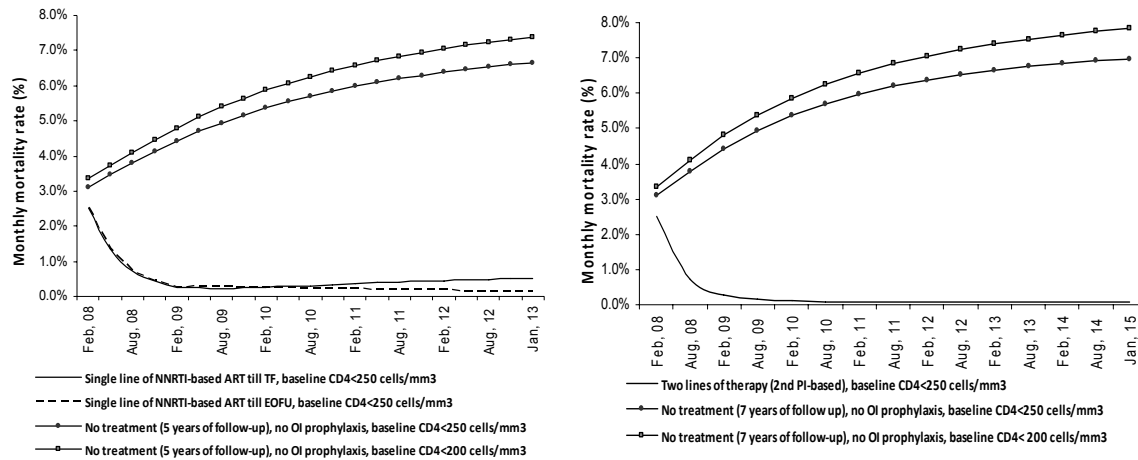 8.0%
7.0%
6.0%
5.0%
4.0%
3.0%
2.0%
1.0%
0.0%
Monthly mortality rate (%)
Feb, 08
Aug, 08
Feb, 09
Aug, 09
Feb, 10
Aug, 10
Feb, 11
Aug, 11
Feb, 12
Aug, 12
Jan, 13
Single line of NNRTI-based ART till TF, baseline CD4<250 cells/mm3
Single line of NNRTI-based ART till EOFU, baseline CD4<250 cells/mm3
No treatment (5 years of follow-up), no OI prophylaxis, baseline CD4<250 cells/mm3
No treatment (5 years of follow-up), no OI prophylaxis, baseline CD4<200 cells/mm3
8.0%
7.0%
6.0%
5.0%
4.0%
3.0%
2.0%
1.0%
0.0%
Monthly mortality rate (%)
Feb, 08
Aug, 08
Feb, 09
Aug, 09
Feb, 10
Aug, 10
Feb, 11
Aug, 11
Feb, 12
Aug, 12
Feb, 13
Aug, 13
Feb, 14
Aug, 14
Jan, 15
Two lines of therapy (2nd PI-based), baseline CD4<250 cells/mm3
No treatment (7 years of follow up), no OI prophylaxis, baseline CD4<250 cells/mm3
No treatment (7 years of follow-up), no OI prophylaxis, baseline CD4< 200 cells/mm3